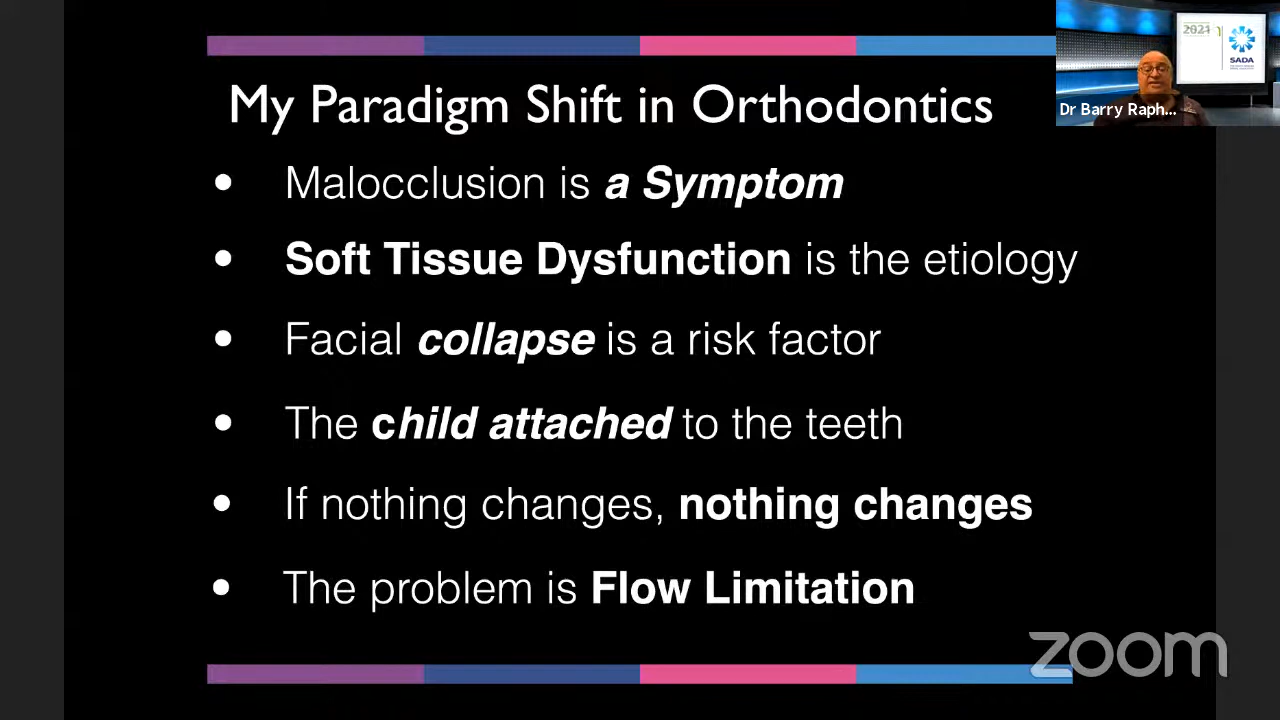 My Paradigm Shift in Orthodontics
• Malocclusion is a Symptom
• Soft Tissue Dysfunction is the etiology
• Facial collapse is a risk factor
• The child attached to the teeth
• If nothing changes, nothing changes
• The problem is Flow Limitation
2021
SADA
Dr Barry Raph...
zoom